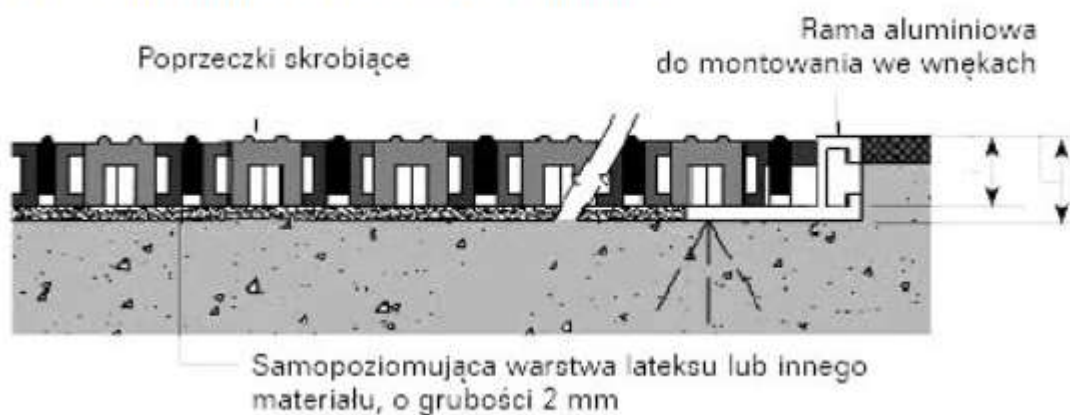 Rama aluminiowa
do montowania we wnękach
Poprzeczki skrobiące
Samopoziomująca warstwa lateksu lub innego
materiału, o grubości 2 mm